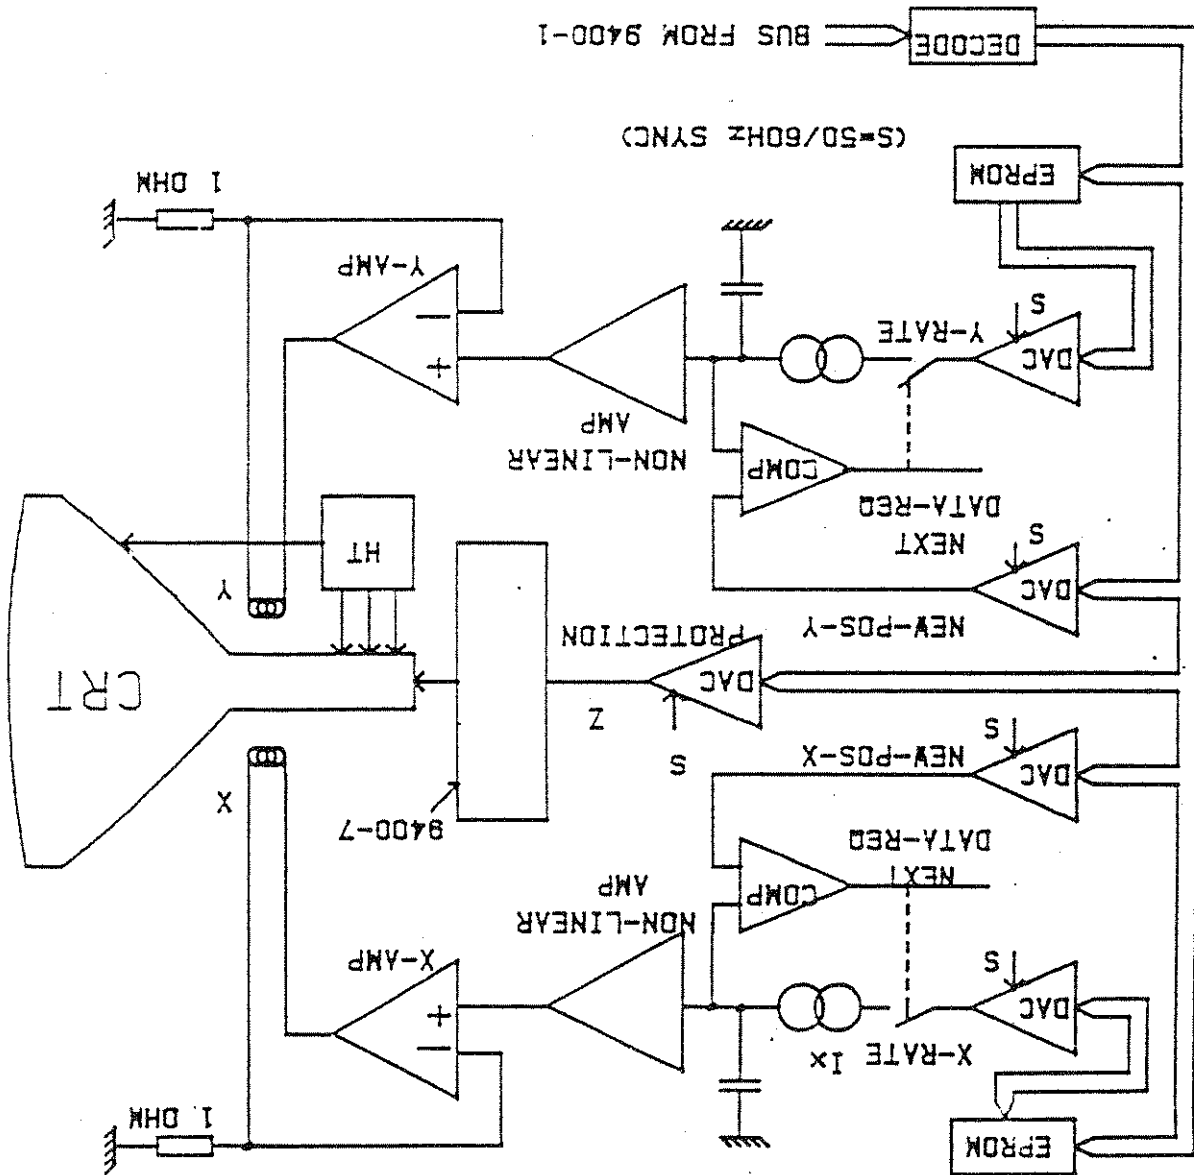 EPROM
1 OHM
X-RATE Ix
DAC
S
X-AMP
NON-LINEAR
AMP
COMP
NEXT
DATA-REQ
9400-7
X
DAC
NEW-POS-X
S
S
Z
DAC
CRT
PROTECTION
NEW-POS-Y
DAC
Y
HT
S
NEXT
DATA-REQ
COMP
NON-LINEAR
AMP
DAC
Y-RATE
S
+
-
Y-AMP
+
-
EPROM
1 OHM
(S=50/60Hz SYNC)
DECODE
BUS FROM 9400-1